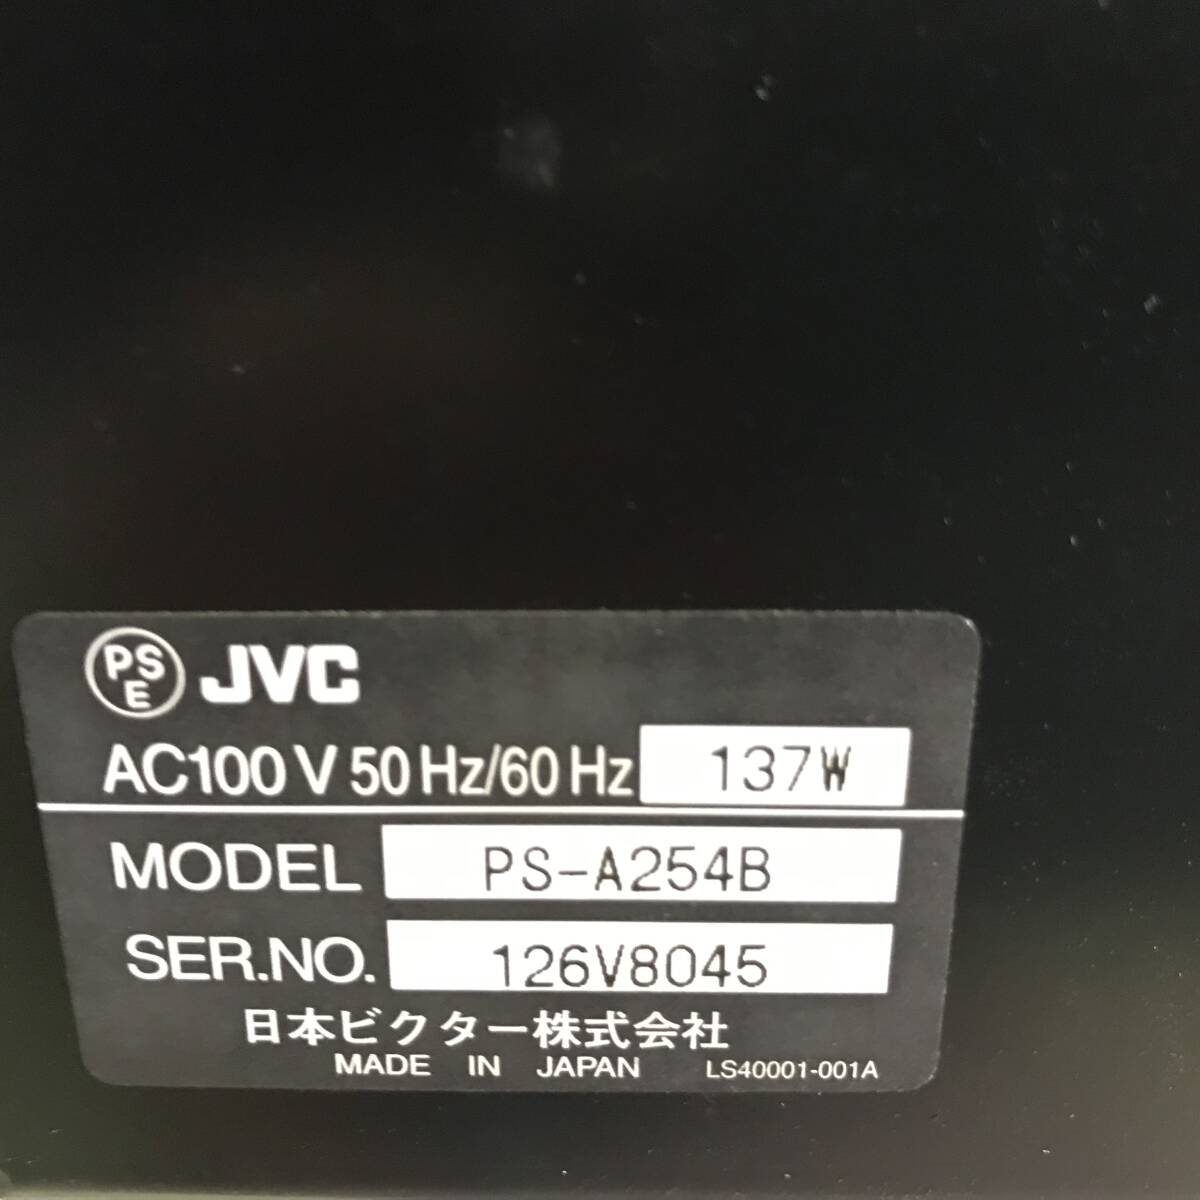 PS E JVC
AC100 V 50 Hz/60 Hz 137W
MODEL PS-A254B
SER.NO. 126V8045
日本ビクター株式会社
MADE IN JAPAN LS40001-001A